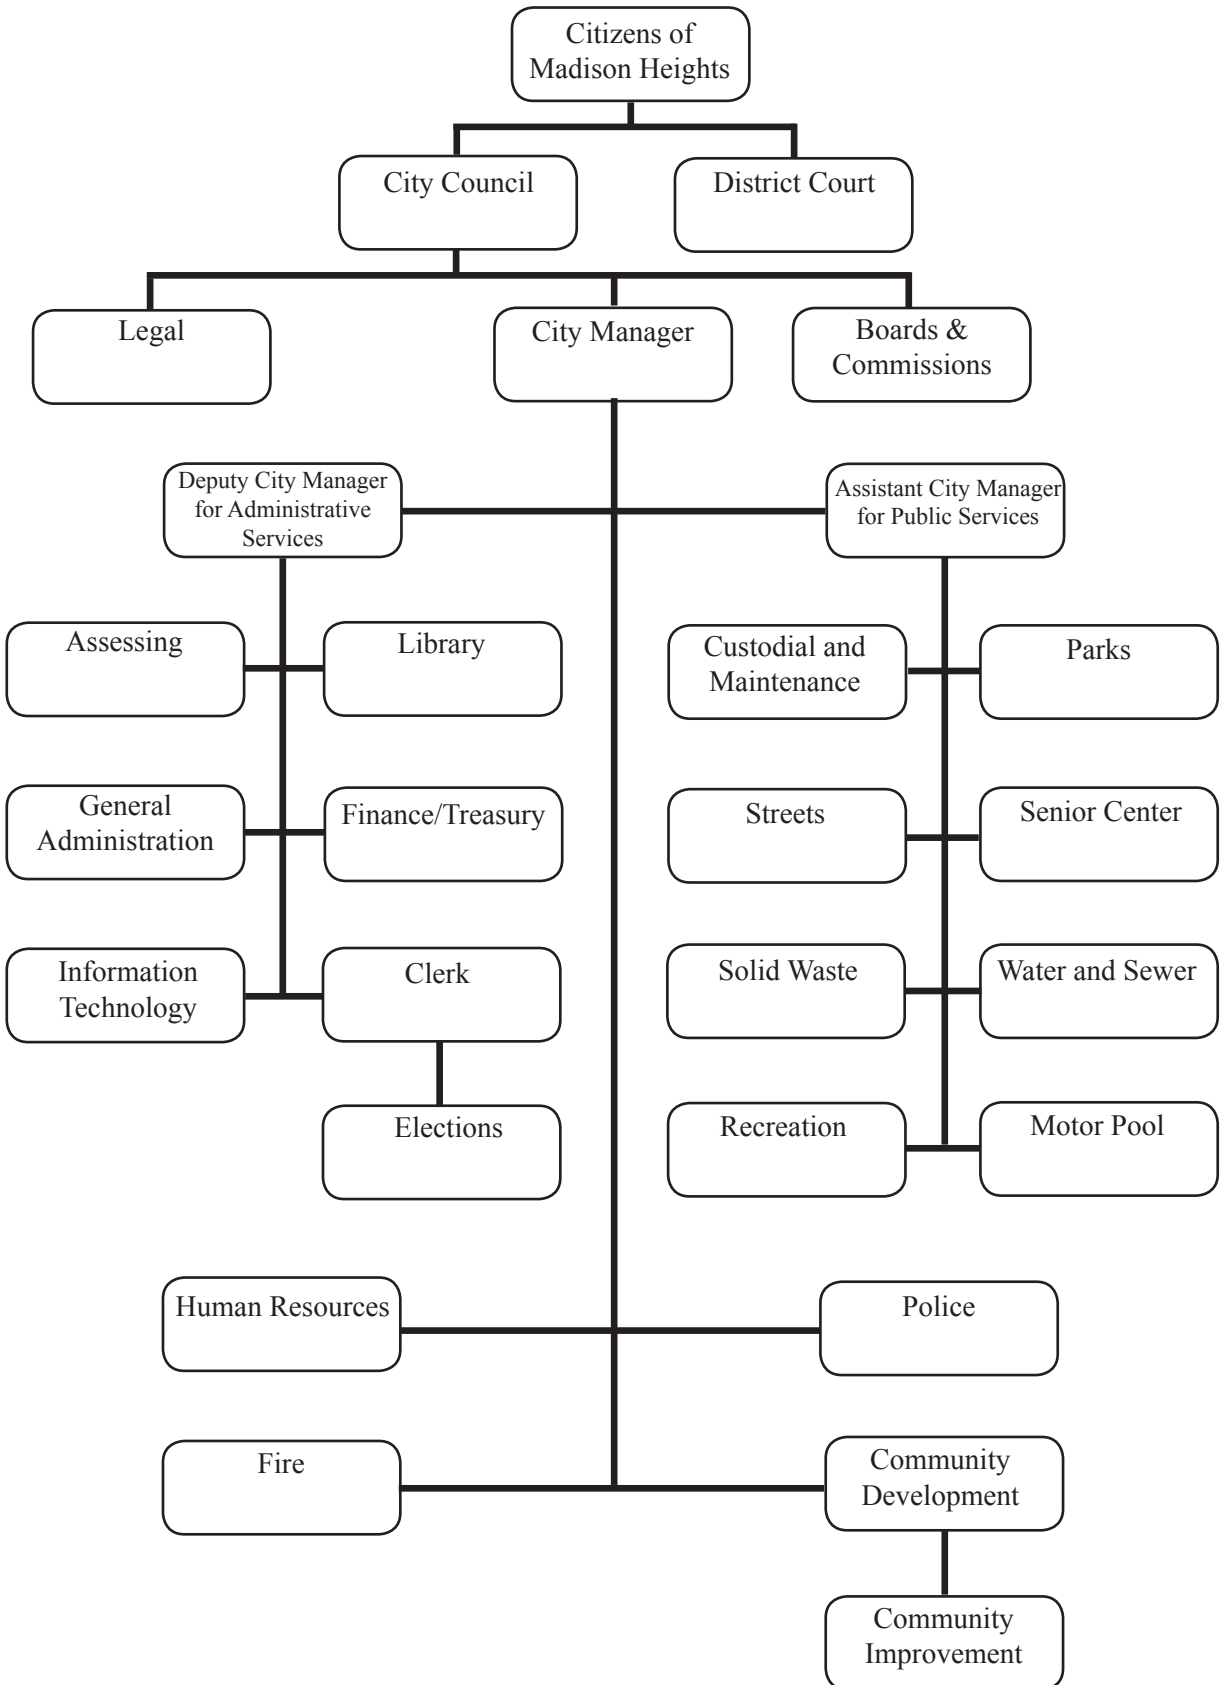 Citizens of
Madison Heights
City Council
District Court
Legal
City Manager
Boards &
Commissions
Deputy City Manager
for Administrative
Services
Assistant City Manager
for Public Services
Assessing
Library
Custodial and
Maintenance
Parks
General
Administration
Finance/Treasury
Streets
Senior Center
Information
Technology
Clerk
Solid Waste
Water and Sewer
Elections
Recreation
Motor Pool
Human Resources
Police
Fire
Community
Development
Community
Improvement